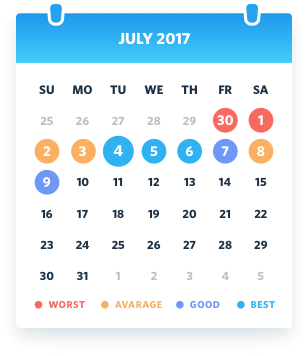 JULY 2017
SU MO TU WE TH FR SA
25 26 27 28 29 30 1
2 3 4 5 6 7 8
9 10 11 12 13 14 15
16 17 18 19 20 21 22
23 24 25 26 27 28 29
30 31 1 2 3 4 5
WORST AVARAGE GOOD BEST